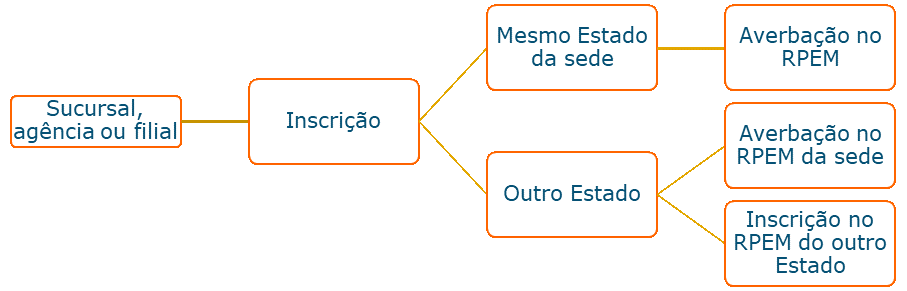 Sucursal,
agência ou filial
Inscrição
Mesmo Estado
da sede
Averbação no
RPEM
Outro Estado
Averbação no
RPEM da sede
Inscrição no
RPEM do outro
Estado